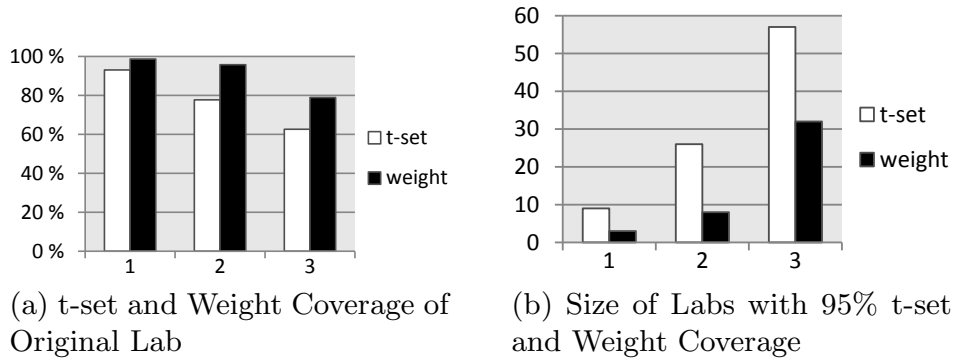 100 %
80 %
60 %
40 %
20 %
0 %
1 2 3
t-set
weight
(a) t-set and Weight Coverage of
Original Lab
60
50
40
30
20
10
0
1 2 3
t-set
weight
(b) Size of Labs with 95% t-set
and Weight Coverage